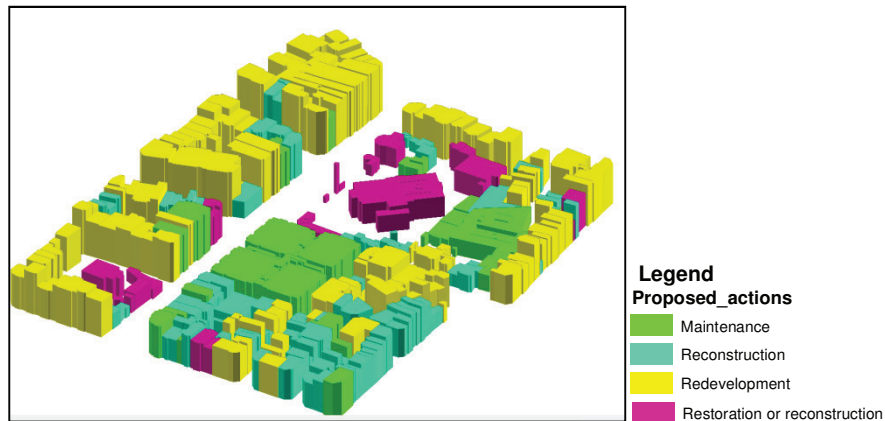 Legend
Proposed_actions
Maintenance
Reconstruction
Redevelopment
Restoration or reconstruction